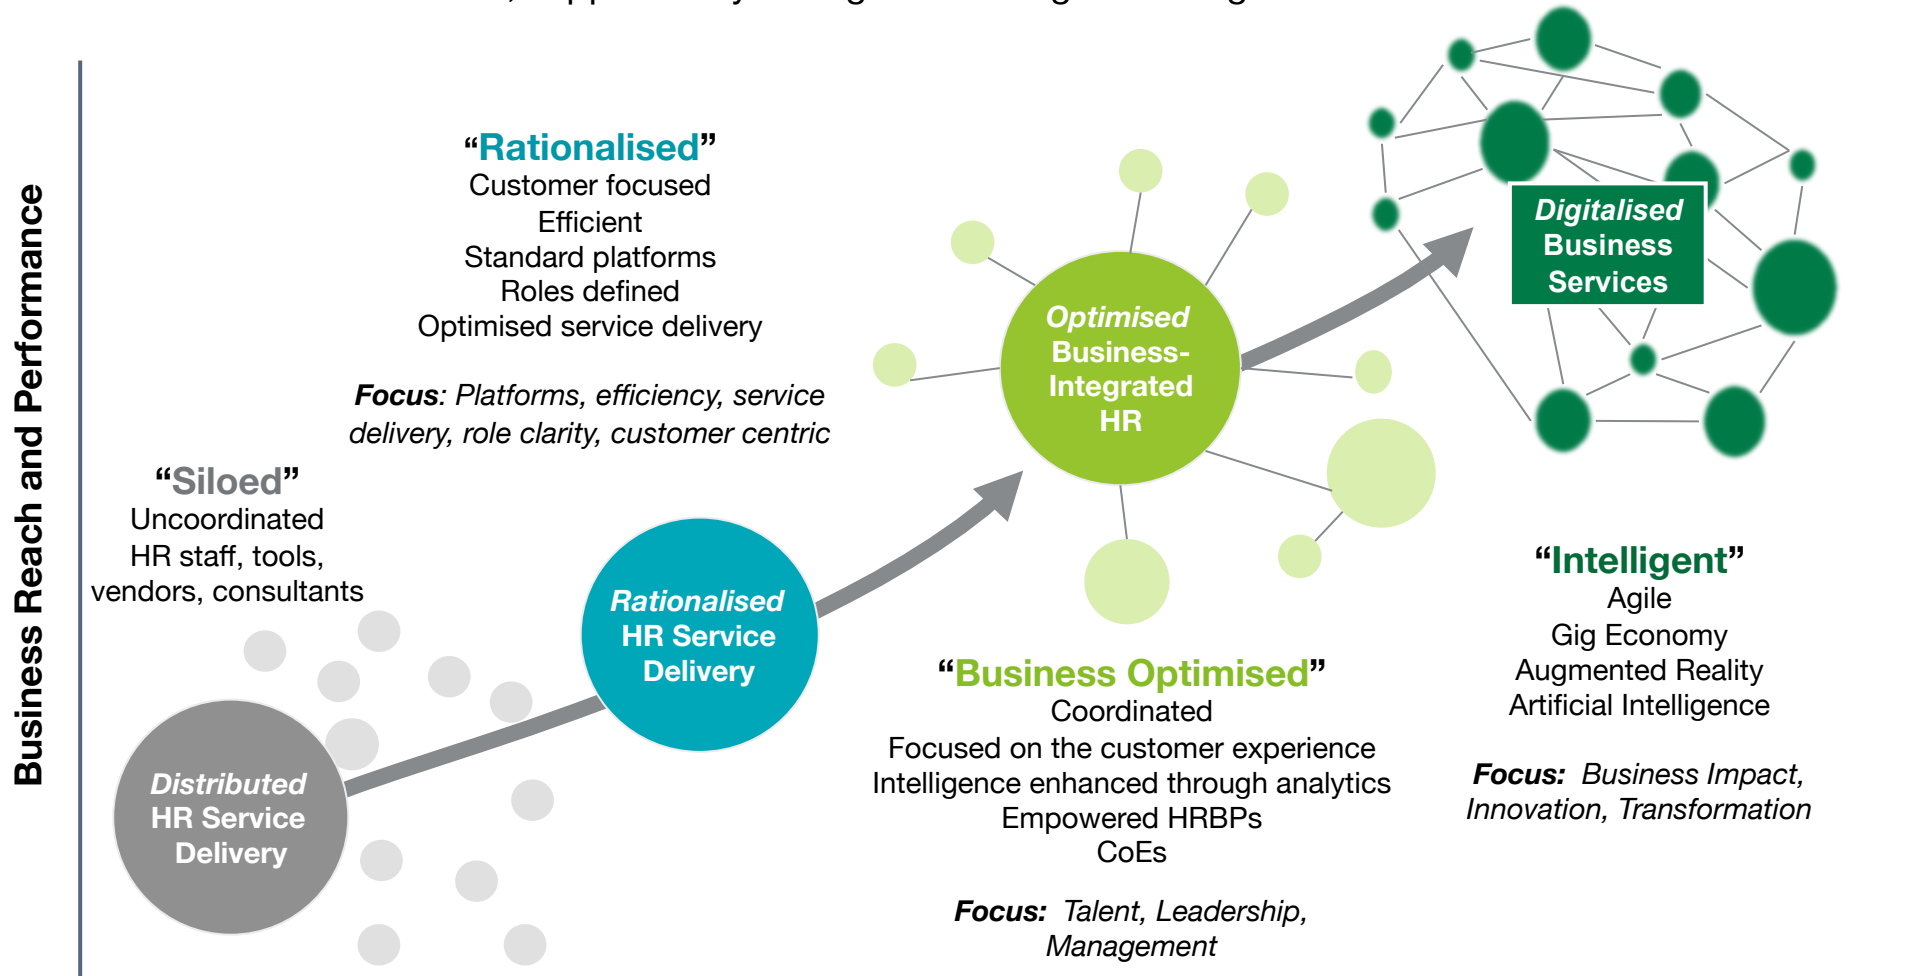 Business Reach and Performance
“Rationalised”
Customer focused
Efficient
Standard platforms
Roles defined
Optimised service delivery
Focus: Platforms, efficiency, service
delivery, role clarity, customer centric
“Siloed”
Uncoordinated
HR staff, tools,
vendors, consultants
Distributed
HR Service
Delivery
Rationalised
HR Service
Delivery
Optimised
Business-
Integrated
HR
Digitalised
Business
Services
“Business Optimised”
Coordinated
Focused on the customer experience
Intelligence enhanced through analytics
Empowered HRBPs
CoEs
Focus: Talent, Leadership,
Management
“Intelligent”
Agile
Gig Economy
Augmented Reality
Artificial Intelligence
Focus: Business Impact,
Innovation, Transformation